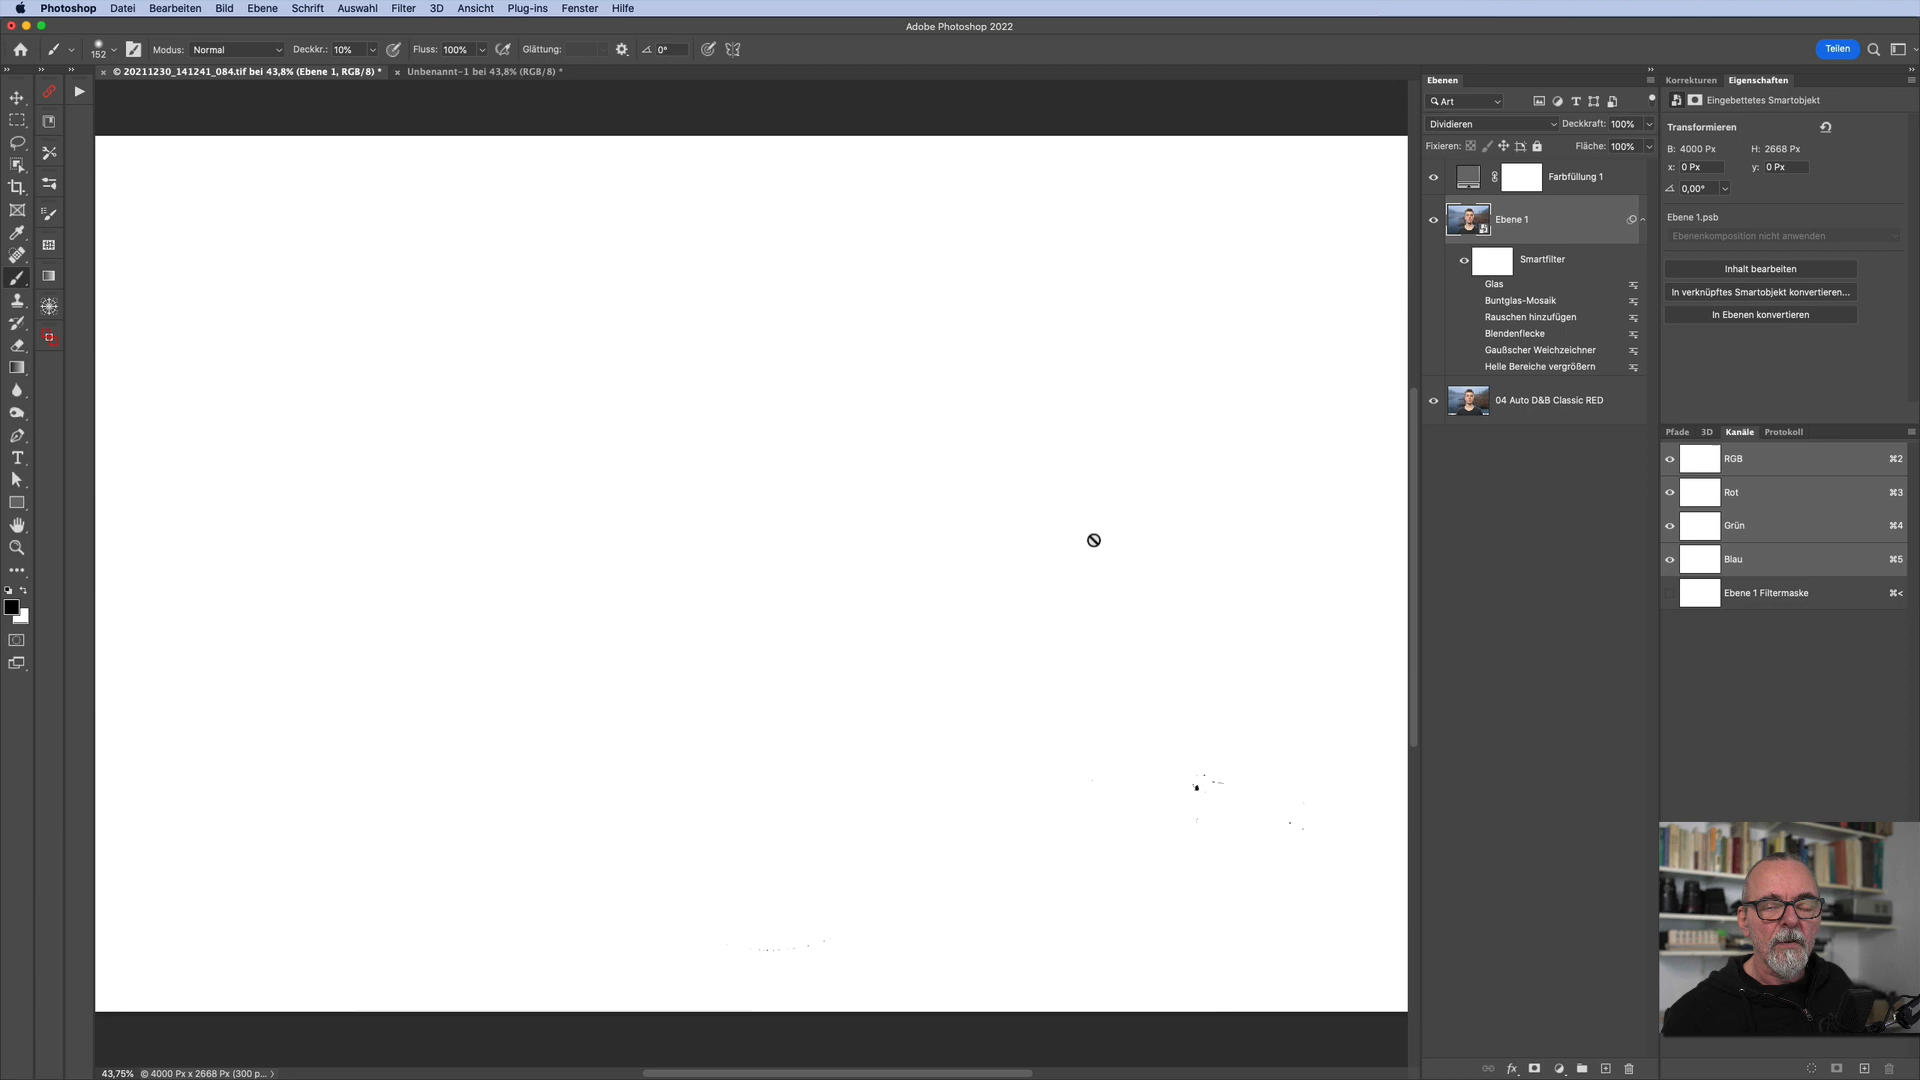 Photoshop Datei Bearbeiten Bild Ebene Schrift Auswahl Filter 3D Ansicht Plug-ins Fenster Hilfe
Adobe Photoshop 2022
152 Modus: Normal Deckkr.: 10% Fluss: 100% Glättung: 0° Teilen
© 20211230_141241_084.tif bei 43,8% (Ebene 1, RGB/8) * Unbenannt-1 bei 43,8% (RGB/8) *
Ebenen
Art
Dividieren Deckkraft: 100%
Fixieren: Fläche: 100%
Farbfüllung 1
Ebene 1
Smartfilter
Glas
Buntglas-Mosaik
Rauschen hinzufügen
Blendenflecke
Gaußscher Weichzeichner
Helle Bereiche vergrößern
04 Auto D&B Classic RED
Korrekturen Eigenschaften
Eingebettetes Smartobjekt
Transformieren
B: 4000 Px H: 2668 Px
x: 0 Px y: 0 Px
0,00°
Ebene 1.psb
Ebenenkomposition nicht anwenden
Inhalt bearbeiten
In verknüpftes Smartobjekt konvertieren...
In Ebenen konvertieren
Pfade 3D Kanäle Protokoll
RGB ⌘2
Rot ⌘3
Grün ⌘4
Blau ⌘5
Ebene 1 Filtermaske ⌘<
43,75% © 4000 Px x 2668 Px (300 p...